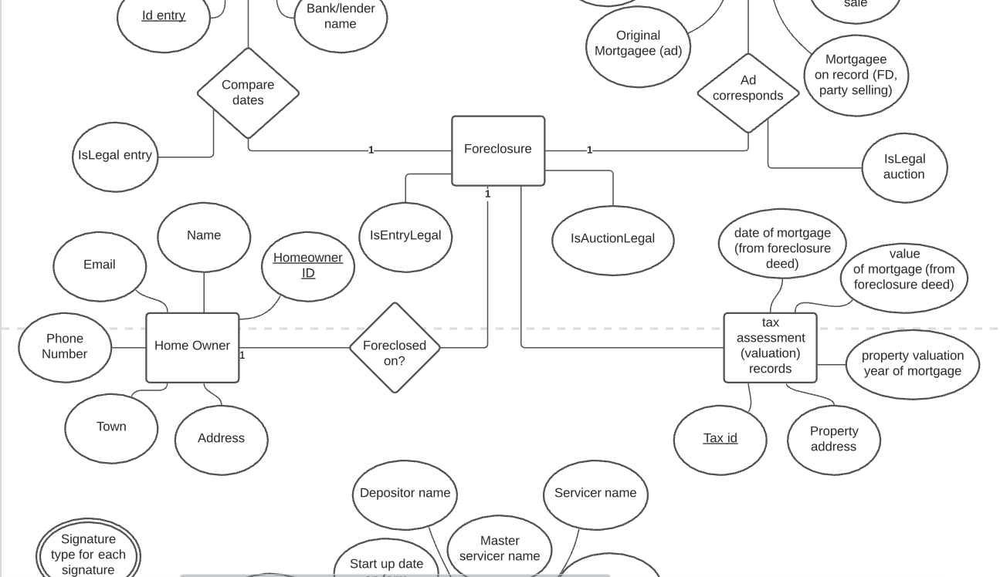 Id entry
Bank/lender
name
sale
Original
Mortgagee (ad)
Mortgagee
on record (FD,
party selling)
Compare
dates
Ad
corresponds
IsLegal entry
1
Foreclosure
1
IsLegal
auction
1
IsEntryLegal
IsAuctionLegal
Name
Email
Homeowner
ID
date of mortgage
(from foreclosure
deed)
value
of mortgage (from
foreclosure deed)
Phone
Number
Home Owner
1
Foreclosed
on?
tax
assessment
(valuation)
records
property valuation
year of mortgage
Town
Address
Tax id
Property
address
Depositor name
Servicer name
Signature
type for each
signature
Master
servicer name
Start up date